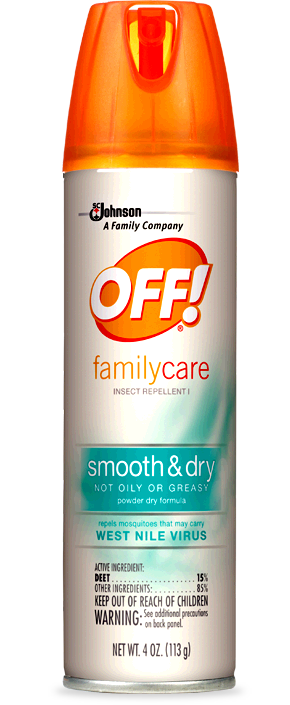 SC
Johnson
A Family Company
OFF!®
familycare
INSECT REPELLENT I
smooth & dry
NOT OILY OR GREASY
powder dry formula
repels mosquitoes that may carry
WEST NILE VIRUS
ACTIVE INGREDIENT:
DEET ........................ 15%
OTHER INGREDIENTS: ............ 85%
KEEP OUT OF REACH OF CHILDREN
WARNING: See additional precautions
on back panel.
NET WT. 4 OZ. (113 g)